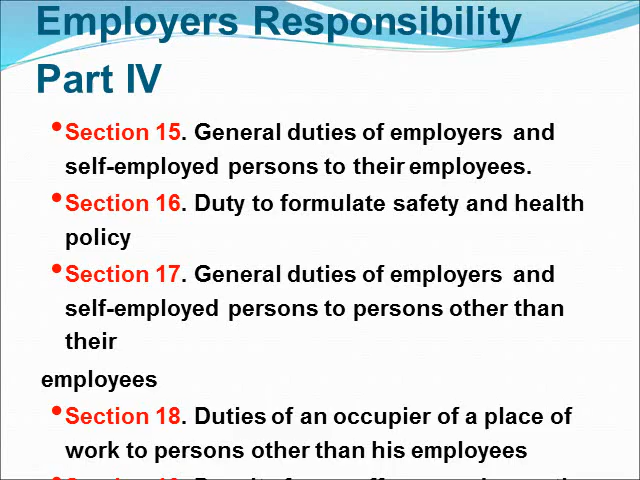 Employers Responsibility
Part IV
•Section 15. General duties of employers and
self-employed persons to their employees.
•Section 16. Duty to formulate safety and health
policy
•Section 17. General duties of employers and
self-employed persons to persons other than
their
employees
•Section 18. Duties of an occupier of a place of
work to persons other than his employees